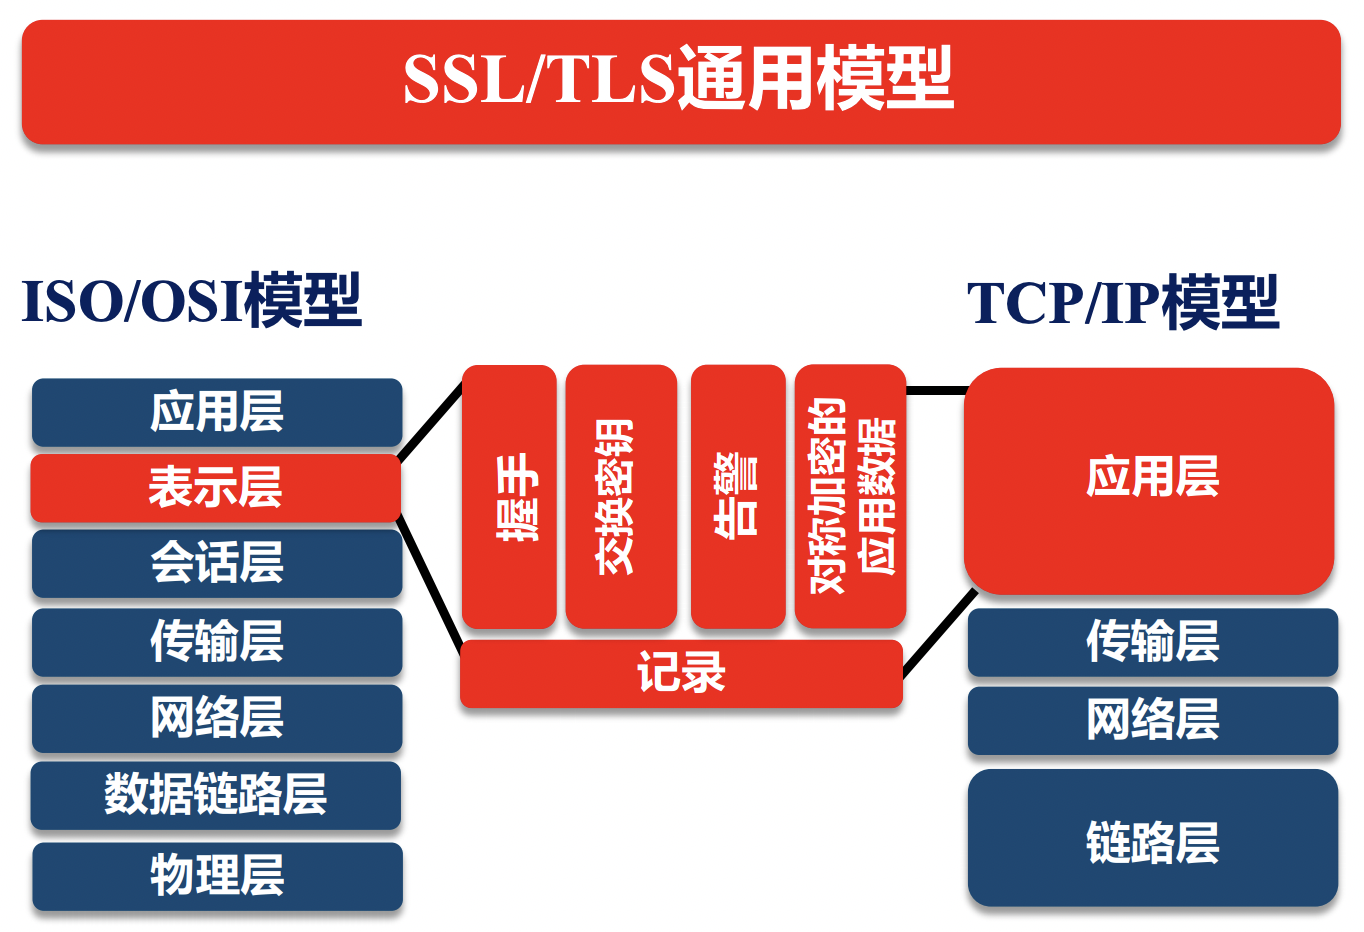 SSL/TLS通用模型
ISO/OSI模型
TCP/IP模型
应用层
表示层
会话层
传输层
网络层
数据链路层
物理层
握手
交换密钥
告警
对称加密的
应用数据
记录
应用层
传输层
网络层
链路层